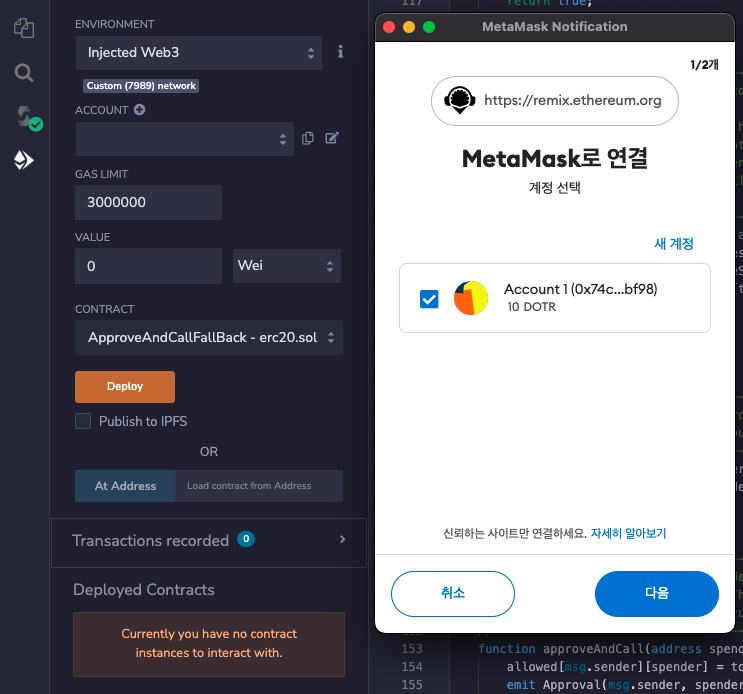 ENVIRONMENT
Injected Web3
Custom (7989) network
ACCOUNT
GAS LIMIT
3000000
VALUE
0
Wei
CONTRACT
ApproveAndCallFallBack - erc20.sol
Deploy
Publish to IPFS
OR
At Address
Load contract from Address
Transactions recorded 0
Deployed Contracts
Currently you have no contract
instances to interact with.
MetaMask Notification
1/2개
https://remix.ethereum.org
MetaMask로 연결
계정 선택
새 계정
Account 1 (0x74c...bf98)
10 DOTR
신뢰하는 사이트만 연결하세요. 자세히 알아보기
취소
다음
117 return true;
153 function approveAndCall(address spend
154 allowed[msg.sender][spender] = to
155 emit Approval(msg.sender, spender